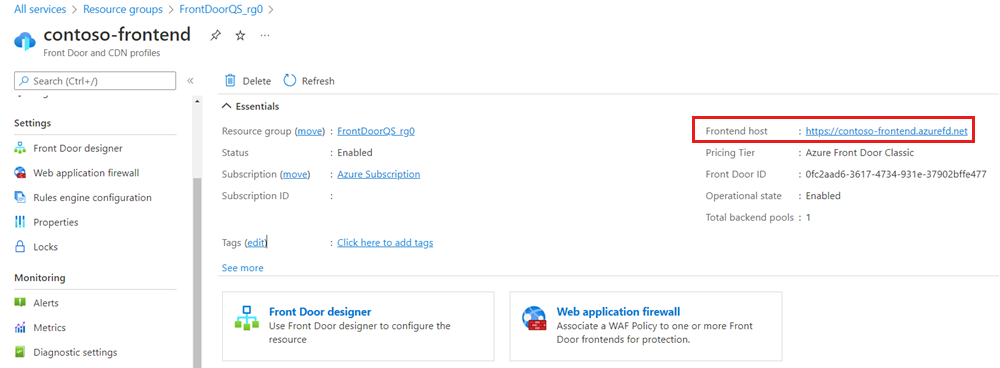 All services > Resource groups > FrontDoorQS_rg0 >
contoso-frontend
Front Door and CDN profiles
Search (Ctrl+/)
Settings
Front Door designer
Web application firewall
Rules engine configuration
Properties
Locks
Monitoring
Alerts
Metrics
Diagnostic settings
Delete Refresh
Essentials
Resource group (move) : FrontDoorQS_rg0
Status : Enabled
Subscription (move) : Azure Subscription
Subscription ID :
Tags (edit) : Click here to add tags
See more
Frontend host : https://contoso-frontend.azurefd.net
Pricing Tier : Azure Front Door Classic
Front Door ID : 0fc2aad6-3617-4734-931e-37902bffe477
Operational state : Enabled
Total backend pools : 1
Front Door designer
Use Front Door designer to configure the
resource
Web application firewall
Associate a WAF Policy to one or more Front
Door frontends for protection.